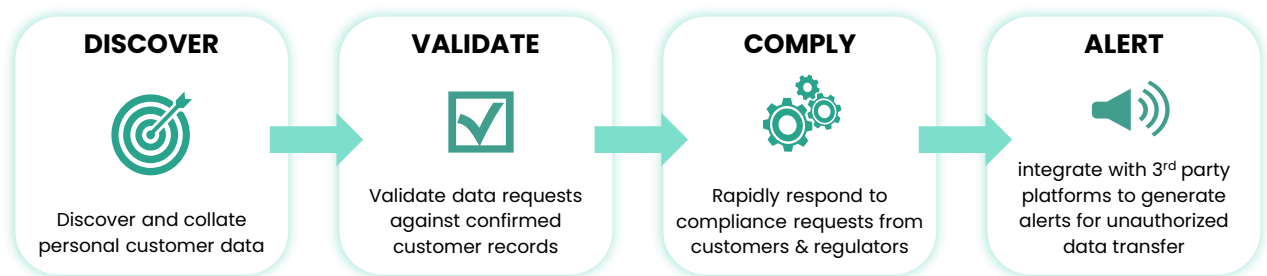 DISCOVER
Discover and collate
personal customer data
VALIDATE
Validate data requests
against confirmed
customer records
COMPLY
Rapidly respond to
compliance requests from
customers & regulators
ALERT
integrate with 3rd party
platforms to generate
alerts for unauthorized
data transfer